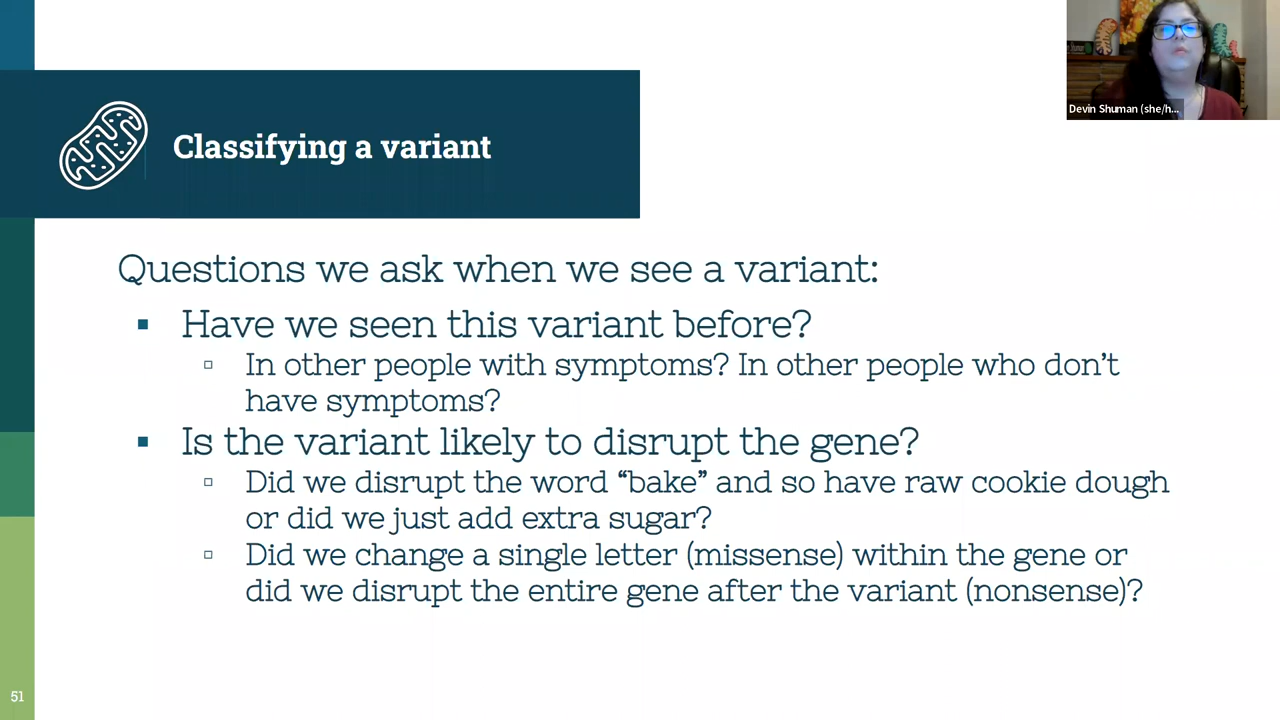 Devin Shuman (she/h...
Classifying a variant
Questions we ask when we see a variant:
▪ Have we seen this variant before?
▫ In other people with symptoms? In other people who don’t
have symptoms?
▪ Is the variant likely to disrupt the gene?
▫ Did we disrupt the word “bake” and so have raw cookie dough
or did we just add extra sugar?
▫ Did we change a single letter (missense) within the gene or
did we disrupt the entire gene after the variant (nonsense)?
51